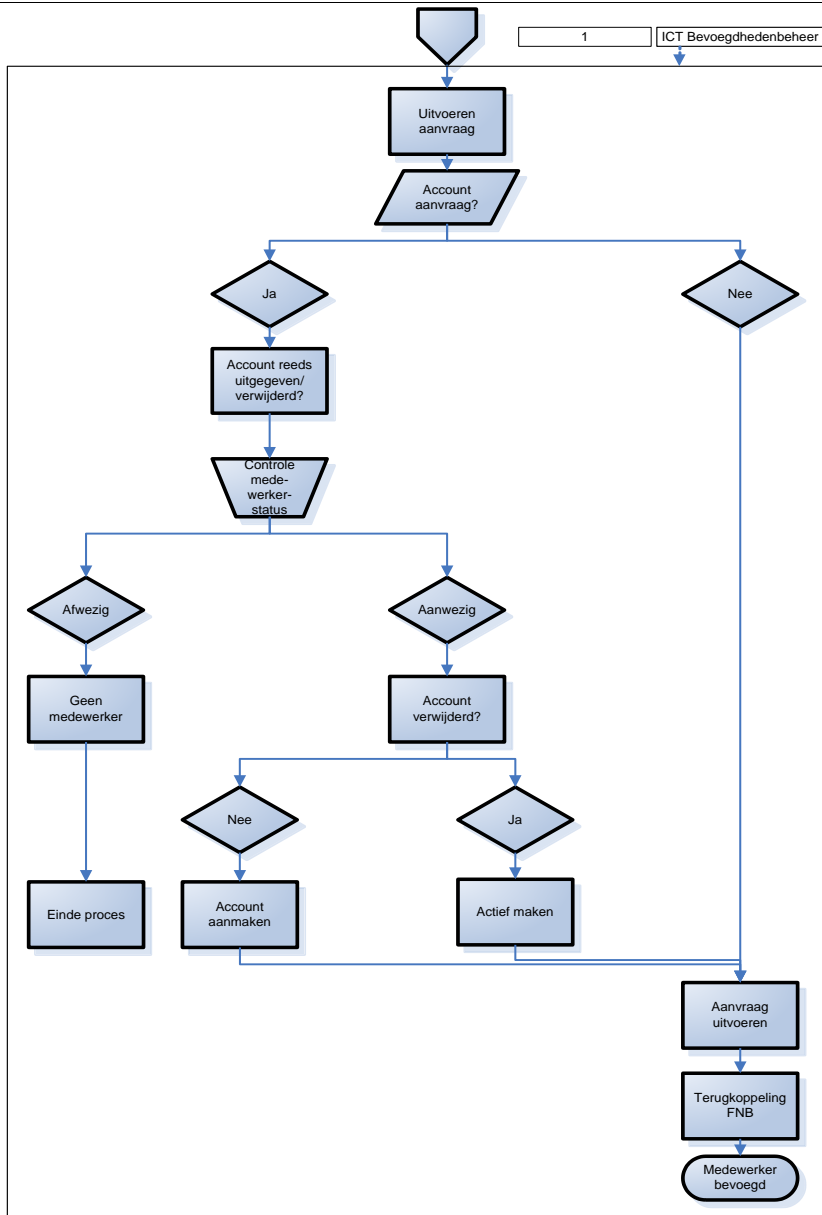 1
ICT Bevoegdhedenbeheer
Uitvoeren
aanvraag
Account
aanvraag?
Ja
Nee
Account reeds
uitgegeven/
verwijderd?
Controle
mede-
werker-
status
Afwezig
Aanwezig
Geen
medewerker
Account
verwijderd?
Nee
Ja
Einde proces
Account
aanmaken
Actief maken
Aanvraag
uitvoeren
Terugkoppeling
FNB
Medewerker
bevoegd